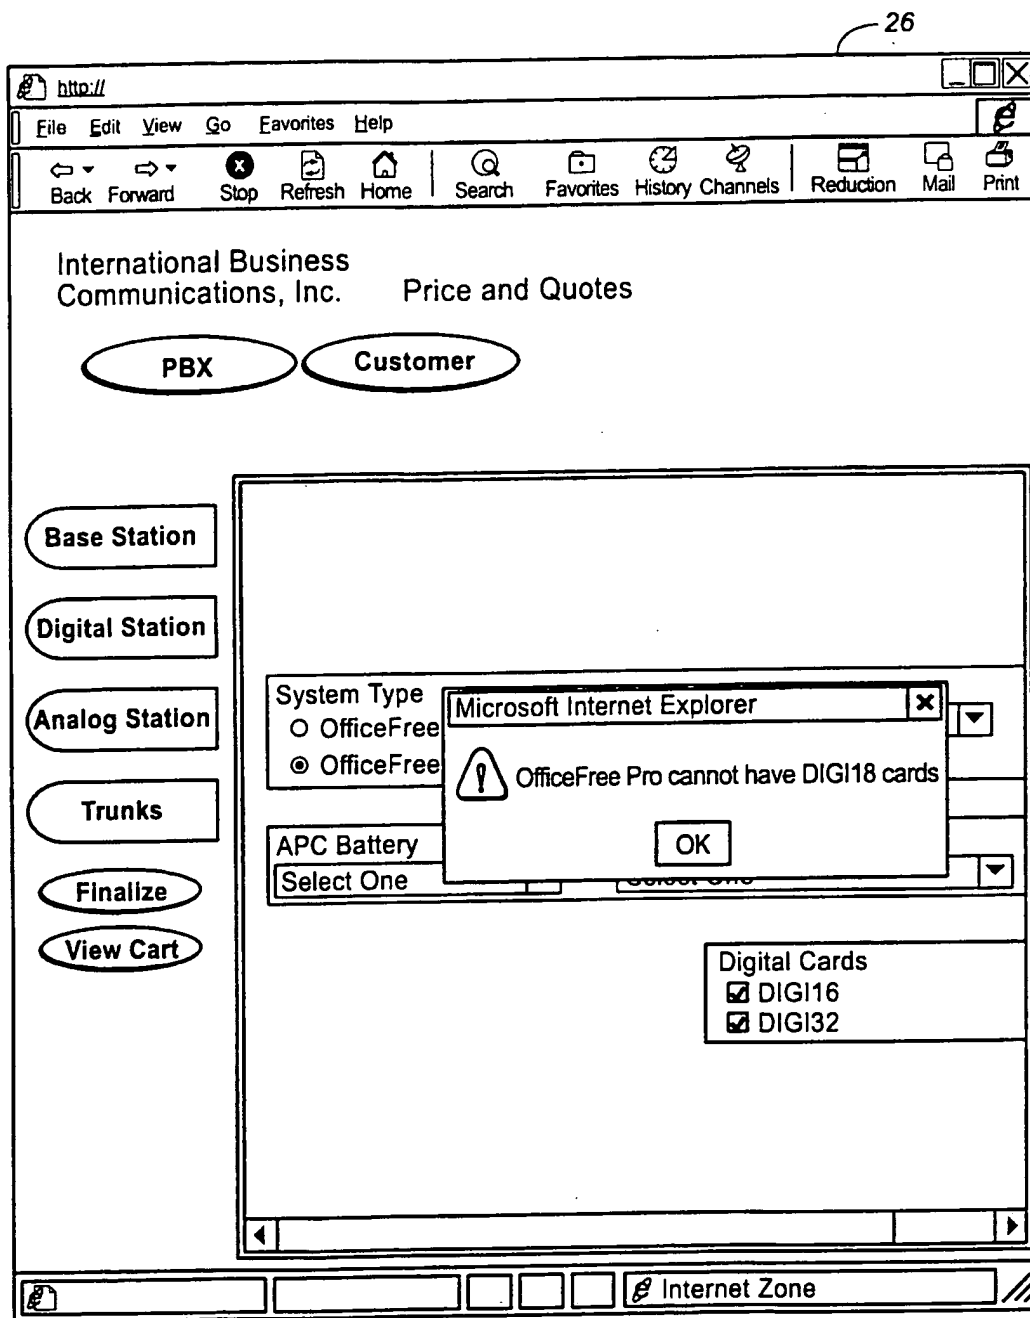 26
http://
File Edit View Go Favorites Help
Back Forward Stop Refresh Home Search Favorites History Channels Reduction Mail Print
International Business
Communications, Inc. Price and Quotes
PBX Customer
Base Station
Digital Station
Analog Station
Trunks
Finalize
View Cart
System Type
OfficeFree
OfficeFree
Microsoft Internet Explorer
OfficeFree Pro cannot have DIGI18 cards
OK
APC Battery
Select One Select One
Digital Cards
DIGI16
DIGI32
Internet Zone